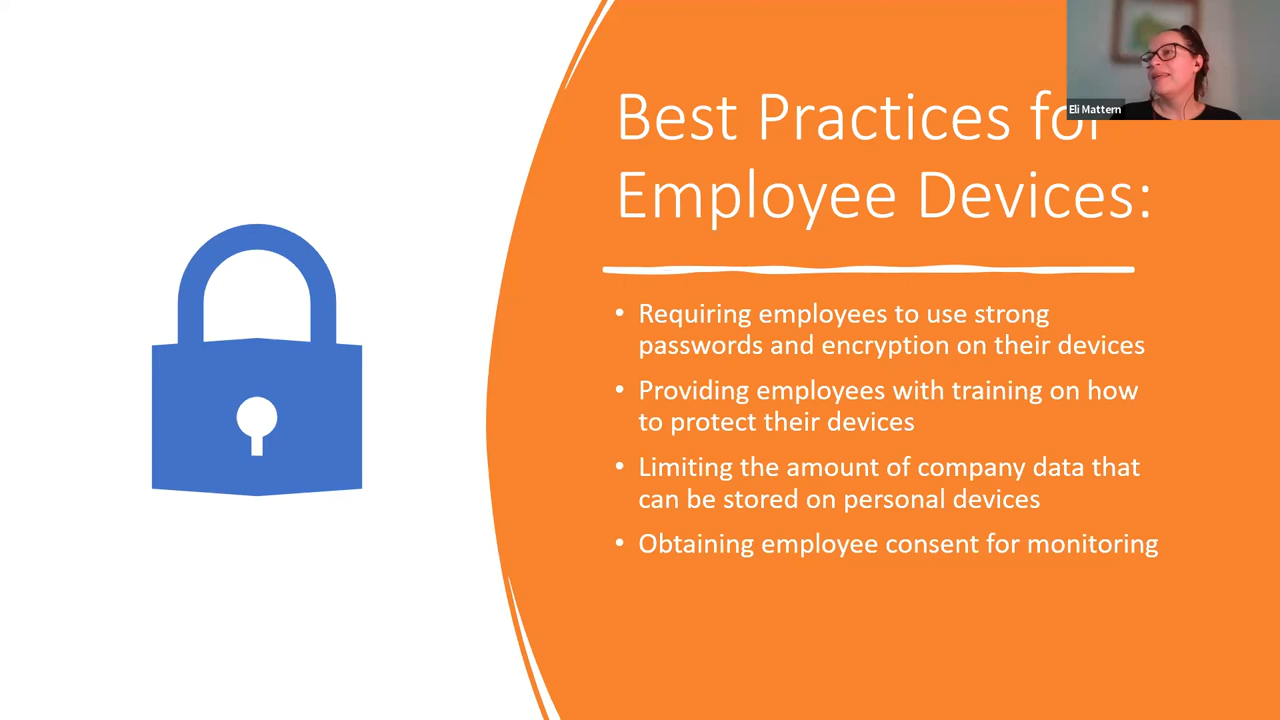 Best Practices for
Employee Devices:
Eli Mattern
• Requiring employees to use strong
passwords and encryption on their devices
• Providing employees with training on how
to protect their devices
• Limiting the amount of company data that
can be stored on personal devices
• Obtaining employee consent for monitoring